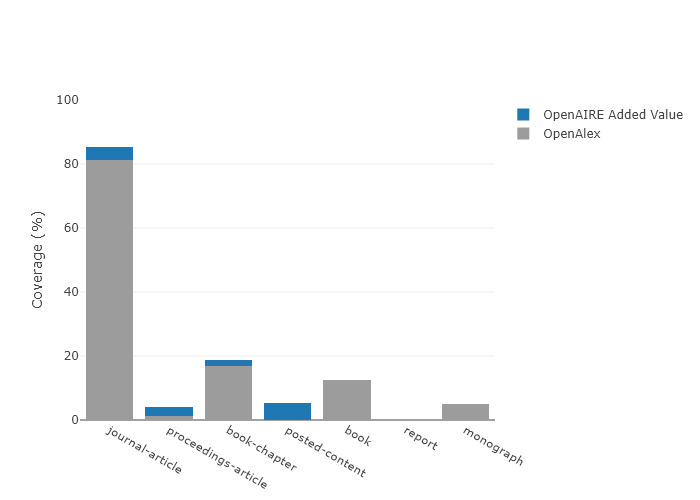 100
80
60
40
20
0
Coverage (%)
journal-article
proceedings-article
book-chapter
posted-content
book
report
monograph
OpenAIRE Added Value
OpenAlex